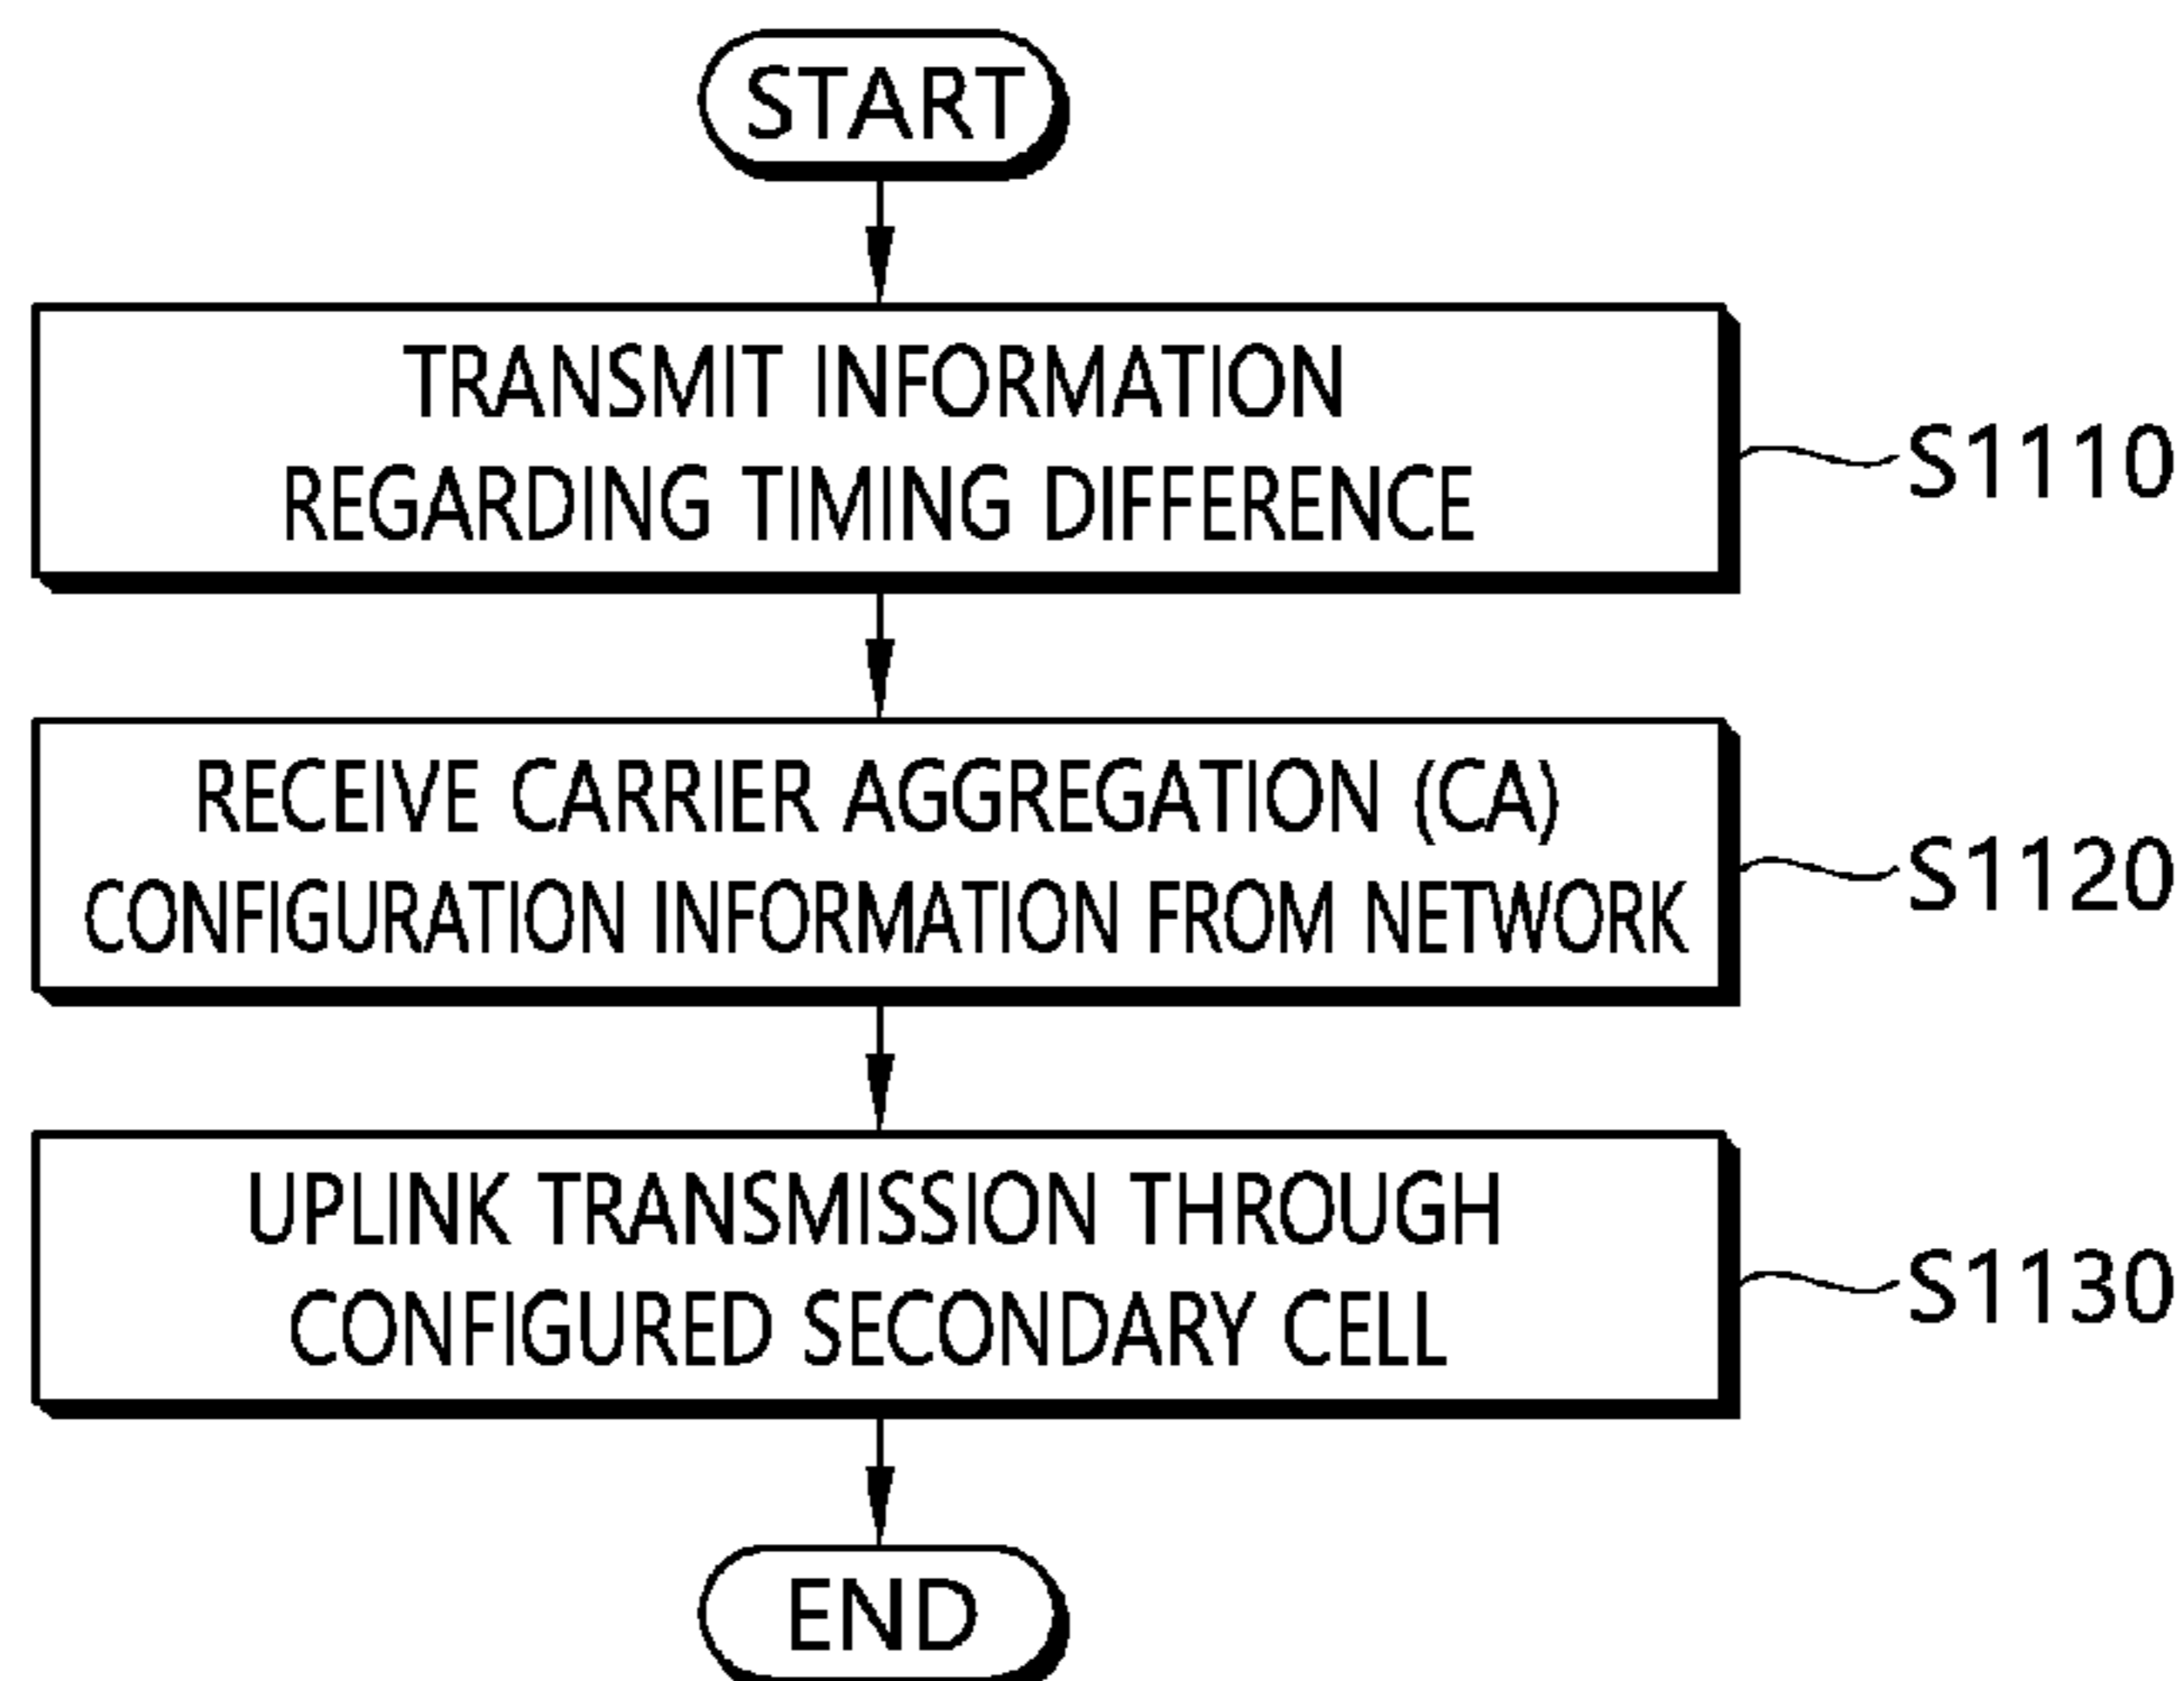 START
TRANSMIT INFORMATION
REGARDING TIMING DIFFERENCE
S1110
RECEIVE CARRIER AGGREGATION (CA)
CONFIGURATION INFORMATION FROM NETWORK
S1120
UPLINK TRANSMISSION THROUGH
CONFIGURED SECONDARY CELL
S1130
END